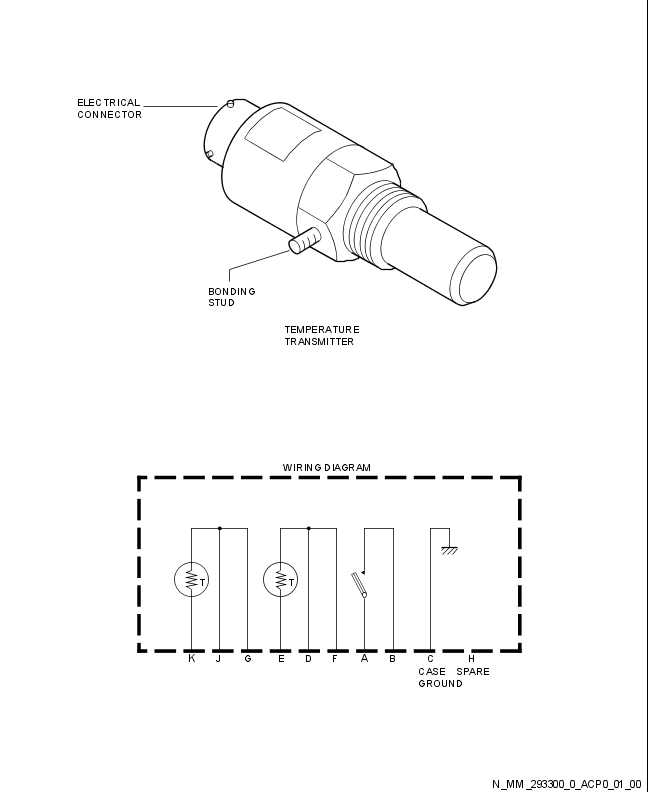 ELECTRICAL
CONNECTOR
BONDING
STUD
TEMPERATURE
TRANSMITTER
WIRING DIAGRAM
T T
K J G E D F A B C H
CASE SPARE
GROUND
N_MM_293300_0_ACP0_01_00